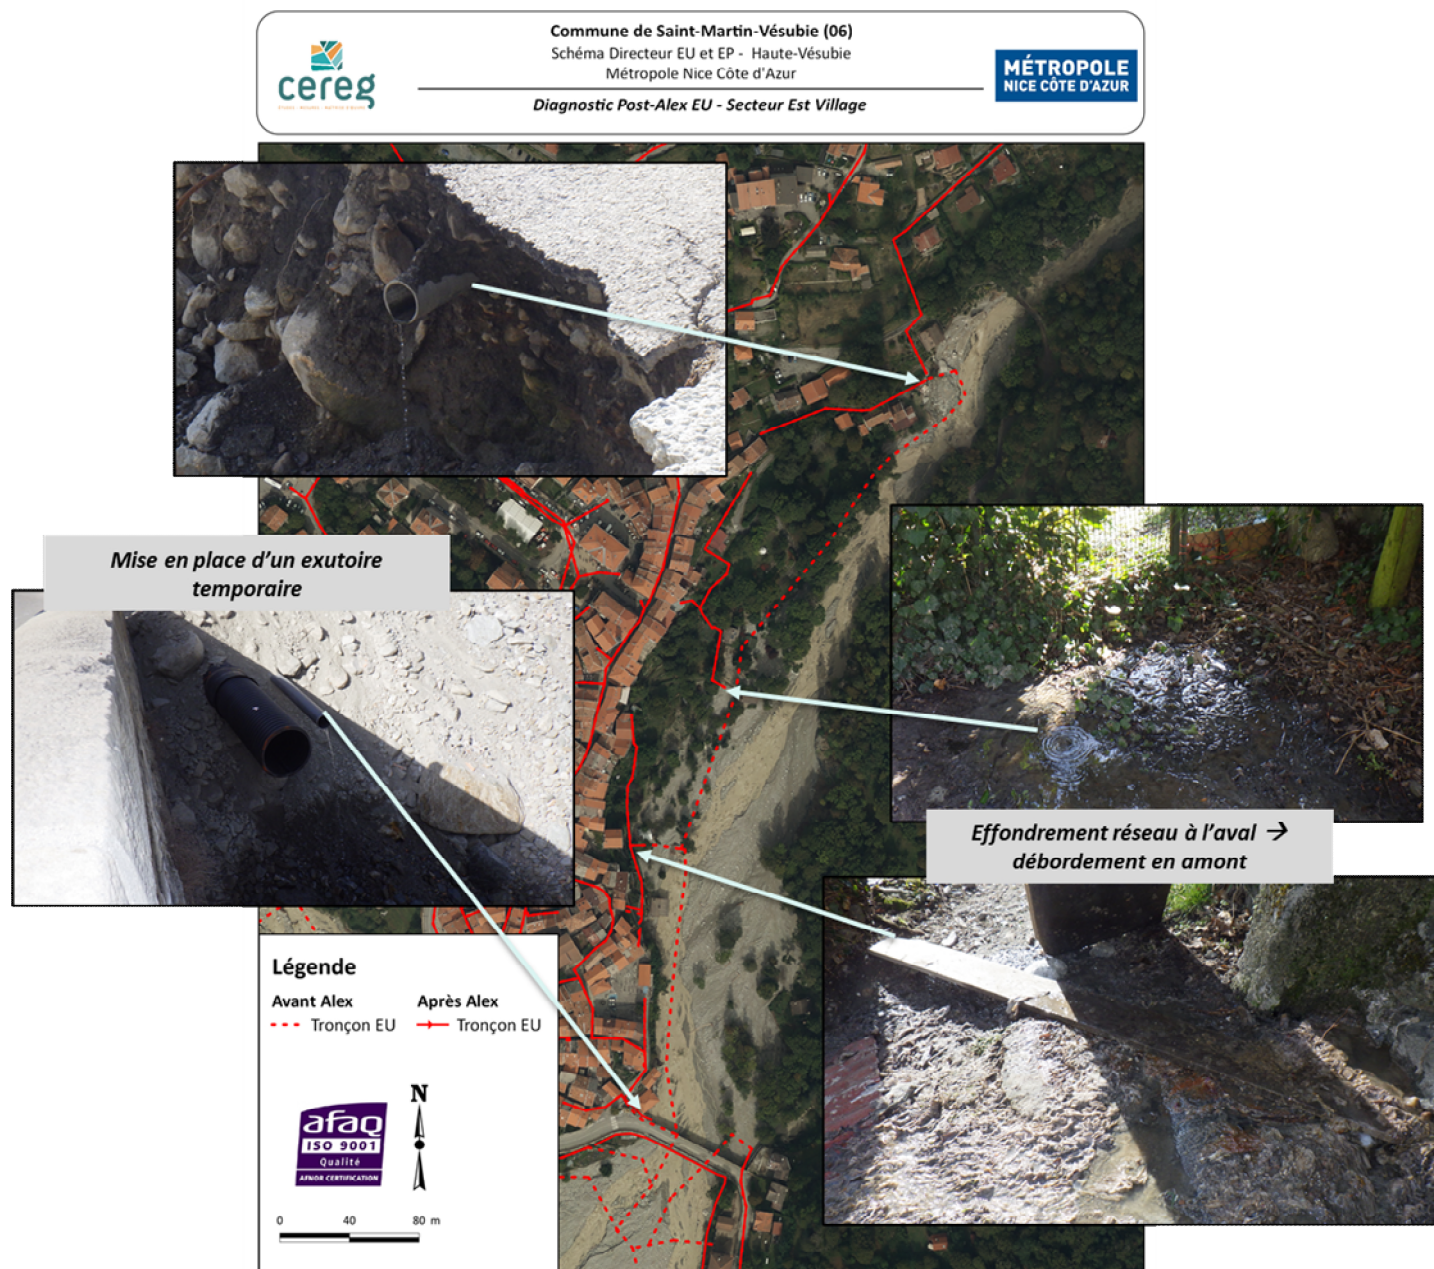 Commune de Saint-Martin-Vésubie (06)
Schéma Directeur EU et EP - Haute-Vésubie
Métropole Nice Côte d'Azur
Diagnostic Post-Alex EU - Secteur Est Village
cereg
MÉTROPOLE
NICE CÔTE D'AZUR
Mise en place d'un exutoire
temporaire
Effondrement réseau à l'aval →
débordement en amont
Légende
Avant Alex
Après Alex
Tronçon EU
Tronçon EU
afaq
ISO 9001
Qualité
AFNOR CERTIFICATION
N
0 40 80 m